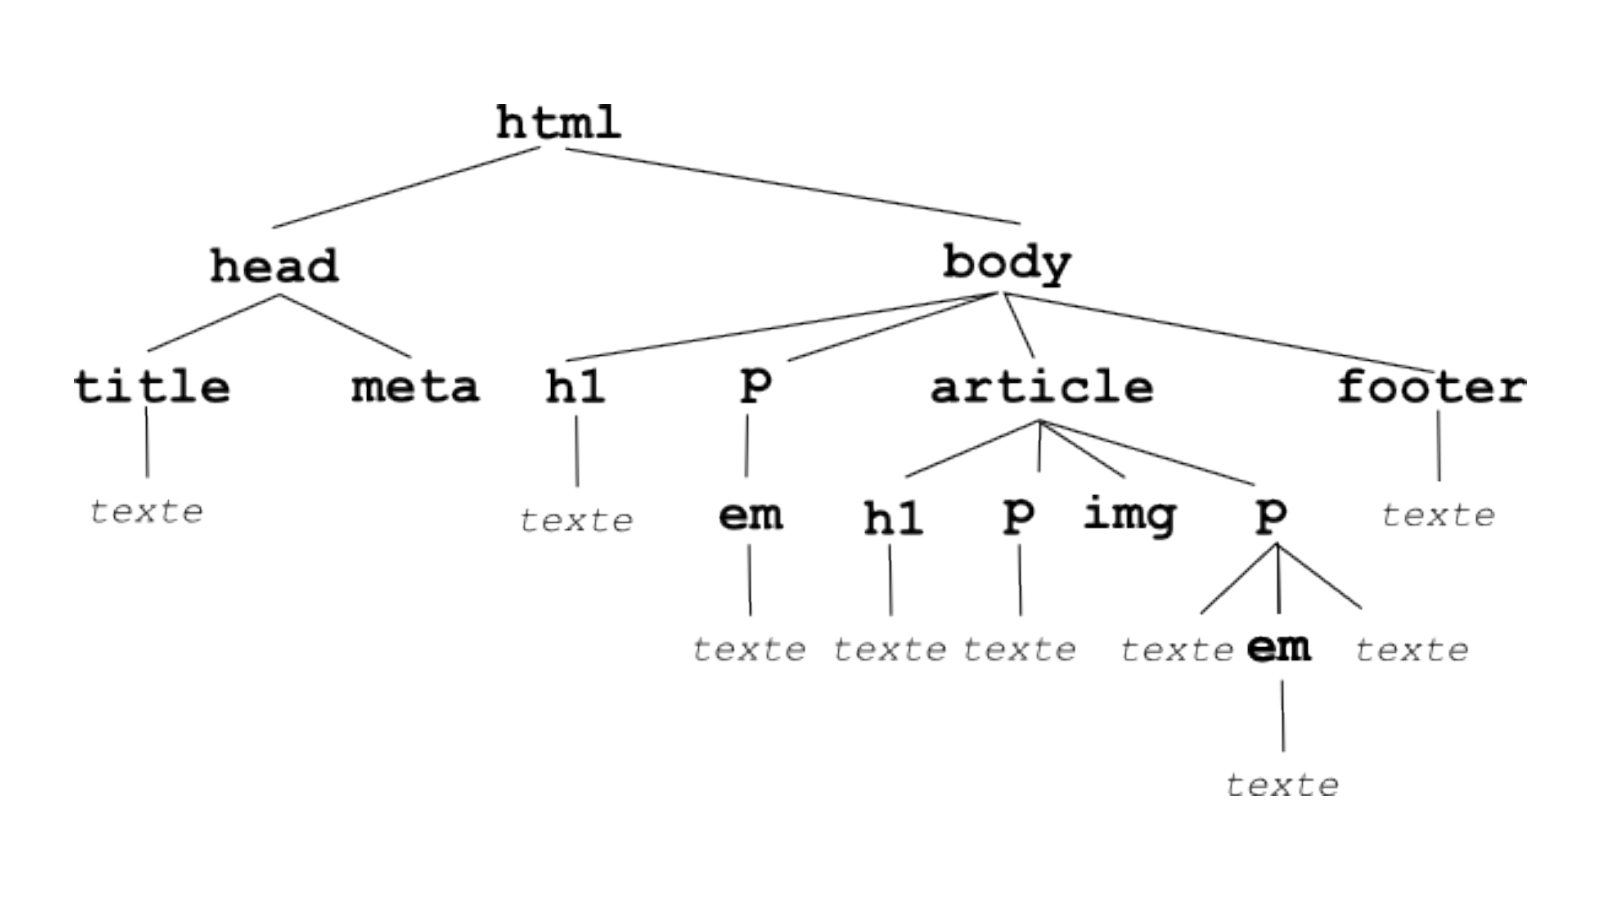 html
head body
title meta h1 p article footer
texte texte em h1 p img p texte
texte texte texte texte em texte
texte